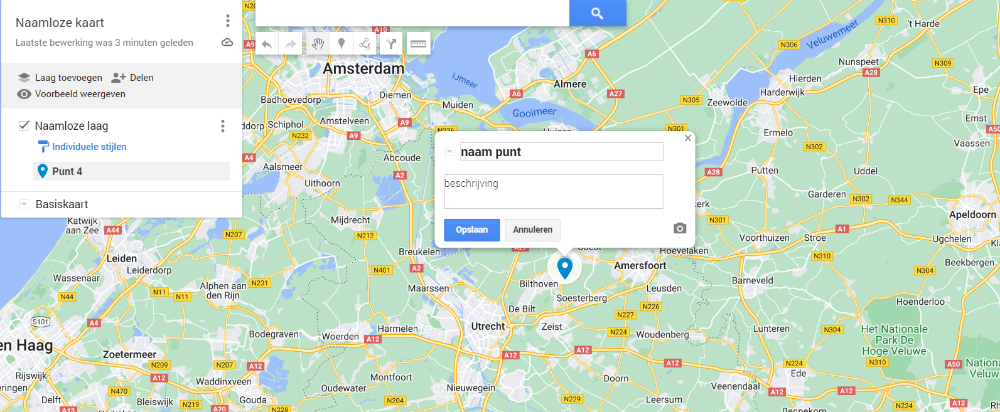 Naamloze kaart
Laatste bewerking was 3 minuten geleden
Laag toevoegen Delen
Voorbeeld weergeven
Naamloze laag
Individuele stijlen
Punt 4
Basiskaart
naam punt
beschrijving
Opslaan Annuleren
A10
A9
Amsterdam
IJmeer
A6
Almere
A6
A27
Veluwemeer
N306
N310
't Harde
Nunspeet
N309
A28
Hierden
Harderwijk
Epe
Badhoevedorp
Diemen
Muiden
Gooimeer
N305
Zeewolde
Schiphol
Amstelveen
A9
N232
A9
N236
Huizen
N301
Ermelo
Emst
A50
Vaassen
N302
A4
Abcoude
Aalsmeer
A2
Uithoorn
A28
Putten
Uddel
Garderen
N302
N344
kerk
N301
A1
Apeldoorn
Katwijk
aan Zee
A44
N207
Mijdrecht
N212
Voorthuizen
Stroe
Ugchelen
Breukelen
A27
Soest
Hoevelaken
Leiden
Leiderdorp
N401
A2
Amersfoort
N310
Beekbergen
N304
Wassenaar
Alphen aan
den Rijn
N231
N11
N11
N44
Maarssen
Bilthoven
Leusden
Barneveld
Soesterberg
N226
Hoenderloo
S101
A4
De Bilt
N227
Utrecht
Zeist
N224
Woudenberg
Lunteren
N304
Het Nationale
Park De
Hoge Veluwe
Harmelen
Bodegraven
Woerden
A12
en Haag
Zoetermeer
A12
A12
A12
N224
Ede
N310
A50
N209
N207
A12
A12
Rijswijk
Waddinxveen
Montfoort
Doorn
Veenendaal
A12
A12
N470
Oudewater
Nieuwegein
Delft
Bleiswijk
N219
Gouda
N204
N229
Leersum
N224
A12
A13
A20
N228
Bennekom